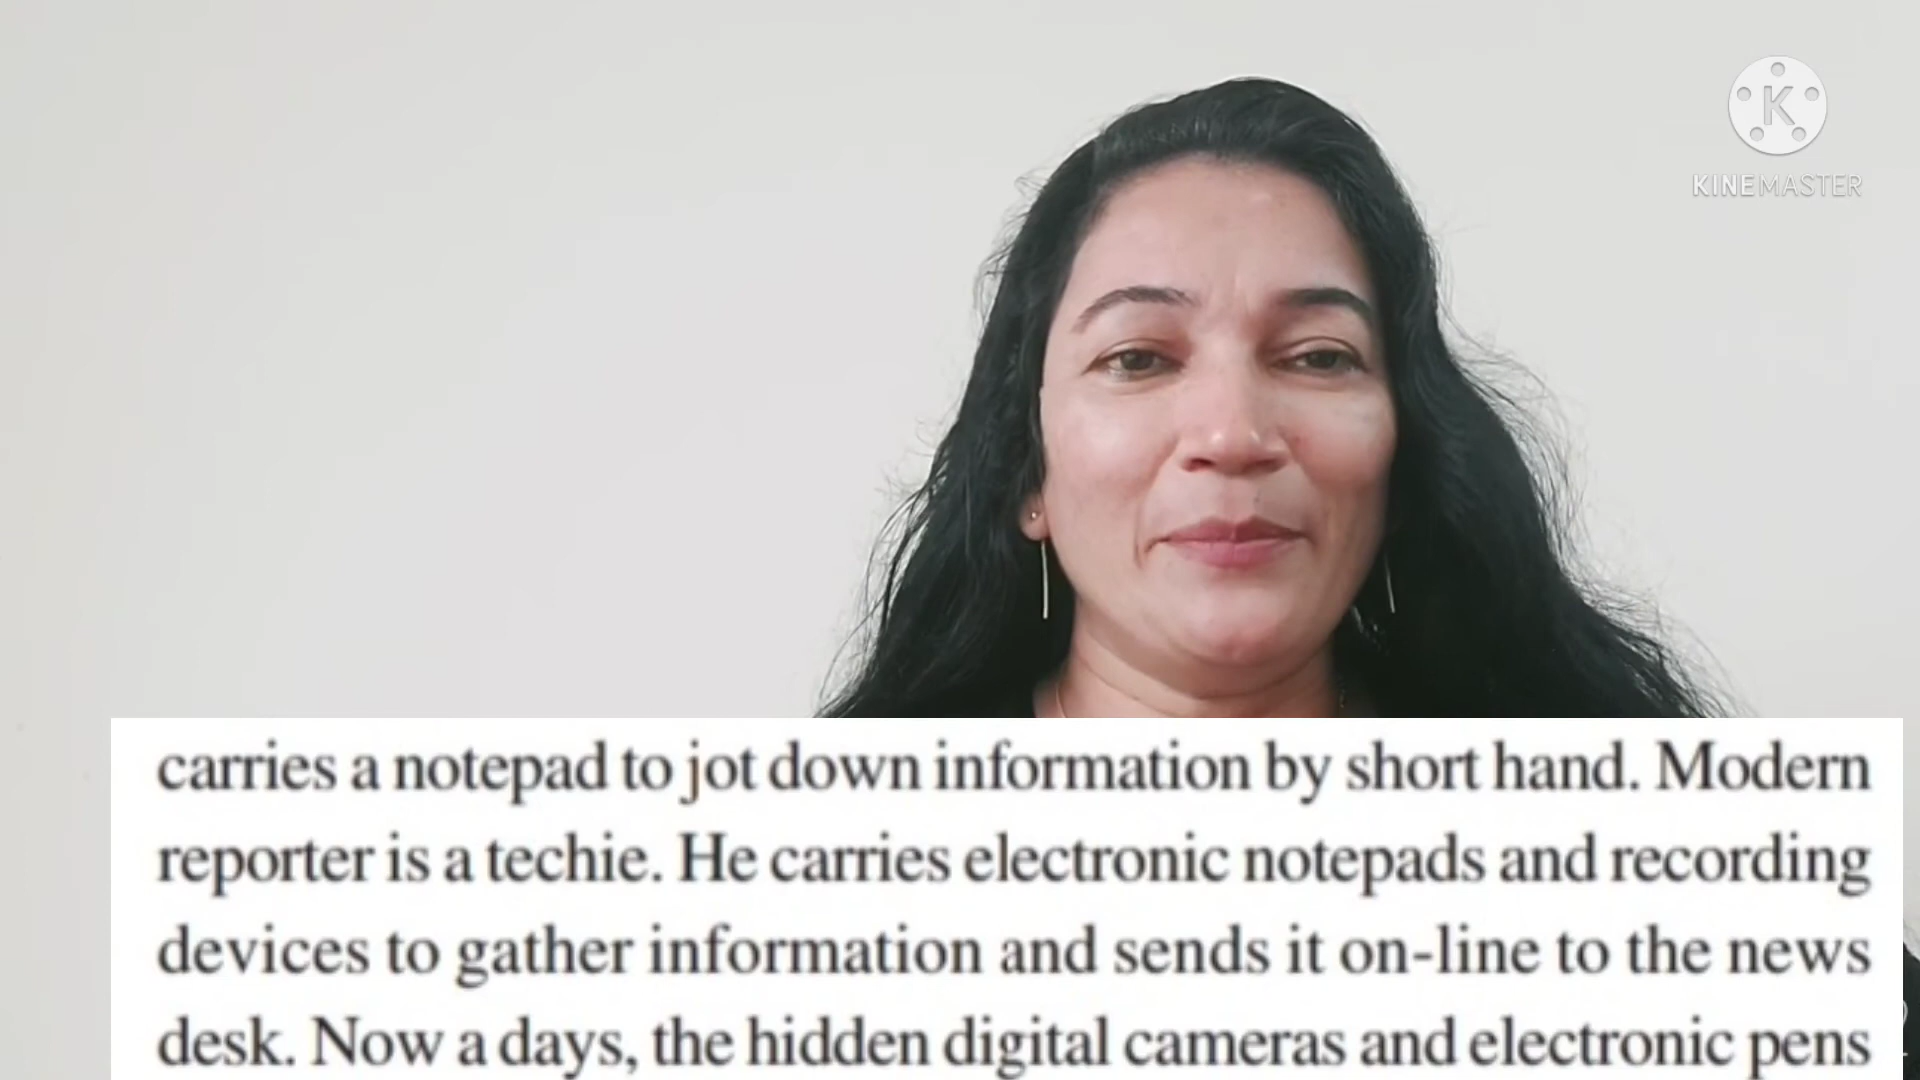 K
KINEMASTER
carries a notepad to jot down information by short hand. Modern
reporter is a techie. He carries electronic notepads and recording
devices to gather information and sends it on-line to the news
desk. Now a days, the hidden digital cameras and electronic pens